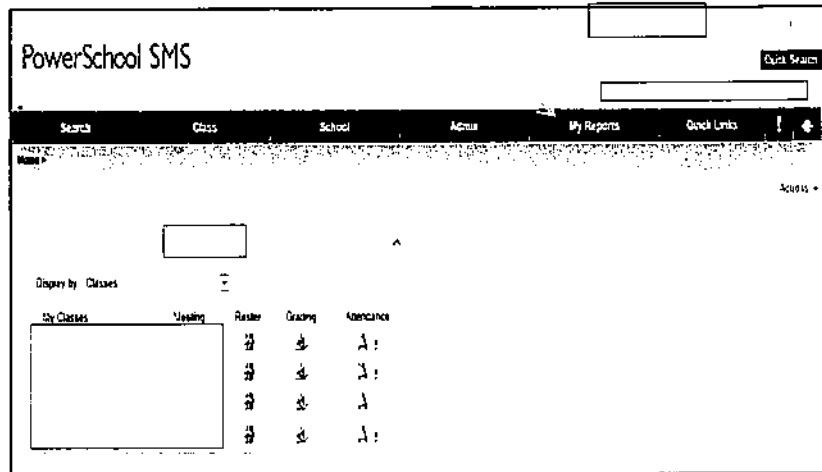 PowerSchool SMS
Quick Search
Search Class School Admin My Reports Quick Links !
Home
Actions
Display by Classes
My Classes Meeting Roster Grading Attendance
!
!
!